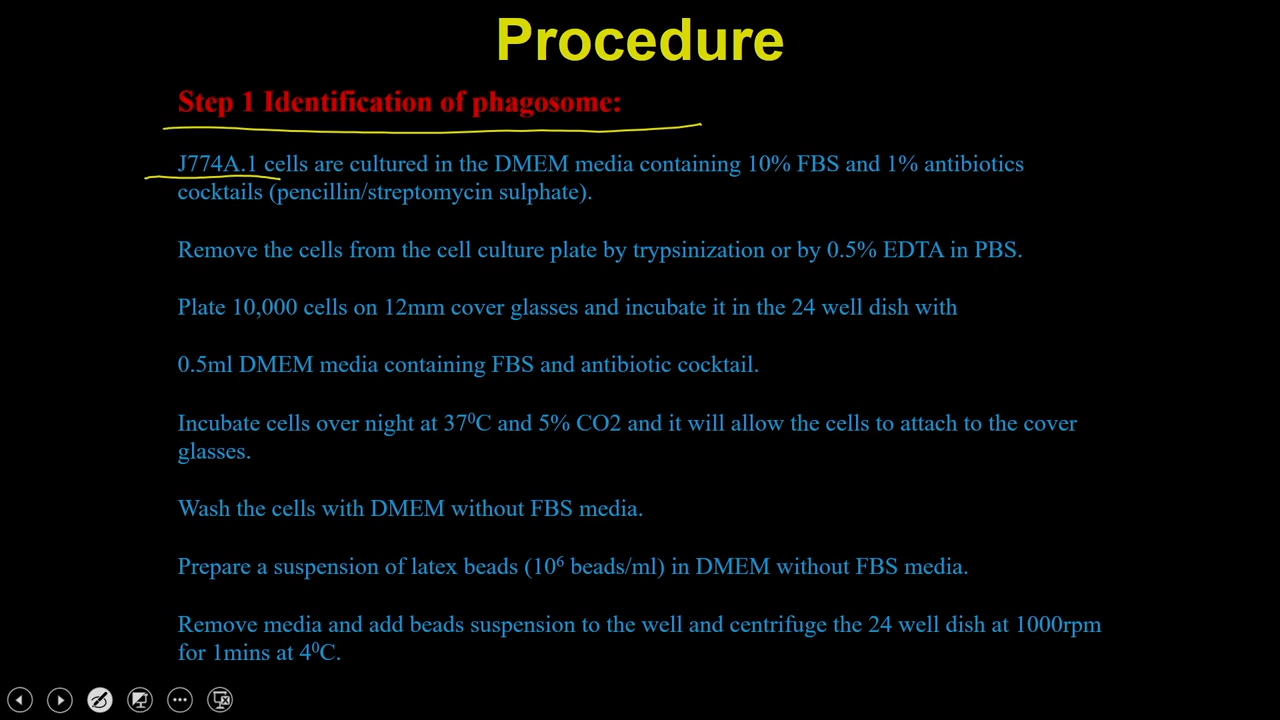 Procedure
Step 1 Identification of phagosome:
J774A.1 cells are cultured in the DMEM media containing 10% FBS and 1% antibiotics
cocktails (pencillin/streptomycin sulphate).
Remove the cells from the cell culture plate by trypsinization or by 0.5% EDTA in PBS.
Plate 10,000 cells on 12mm cover glasses and incubate it in the 24 well dish with
0.5ml DMEM media containing FBS and antibiotic cocktail.
Incubate cells over night at 37⁰C and 5% CO2 and it will allow the cells to attach to the cover
glasses.
Wash the cells with DMEM without FBS media.
Prepare a suspension of latex beads (10⁶ beads/ml) in DMEM without FBS media.
Remove media and add beads suspension to the well and centrifuge the 24 well dish at 1000rpm
for 1mins at 4⁰C.